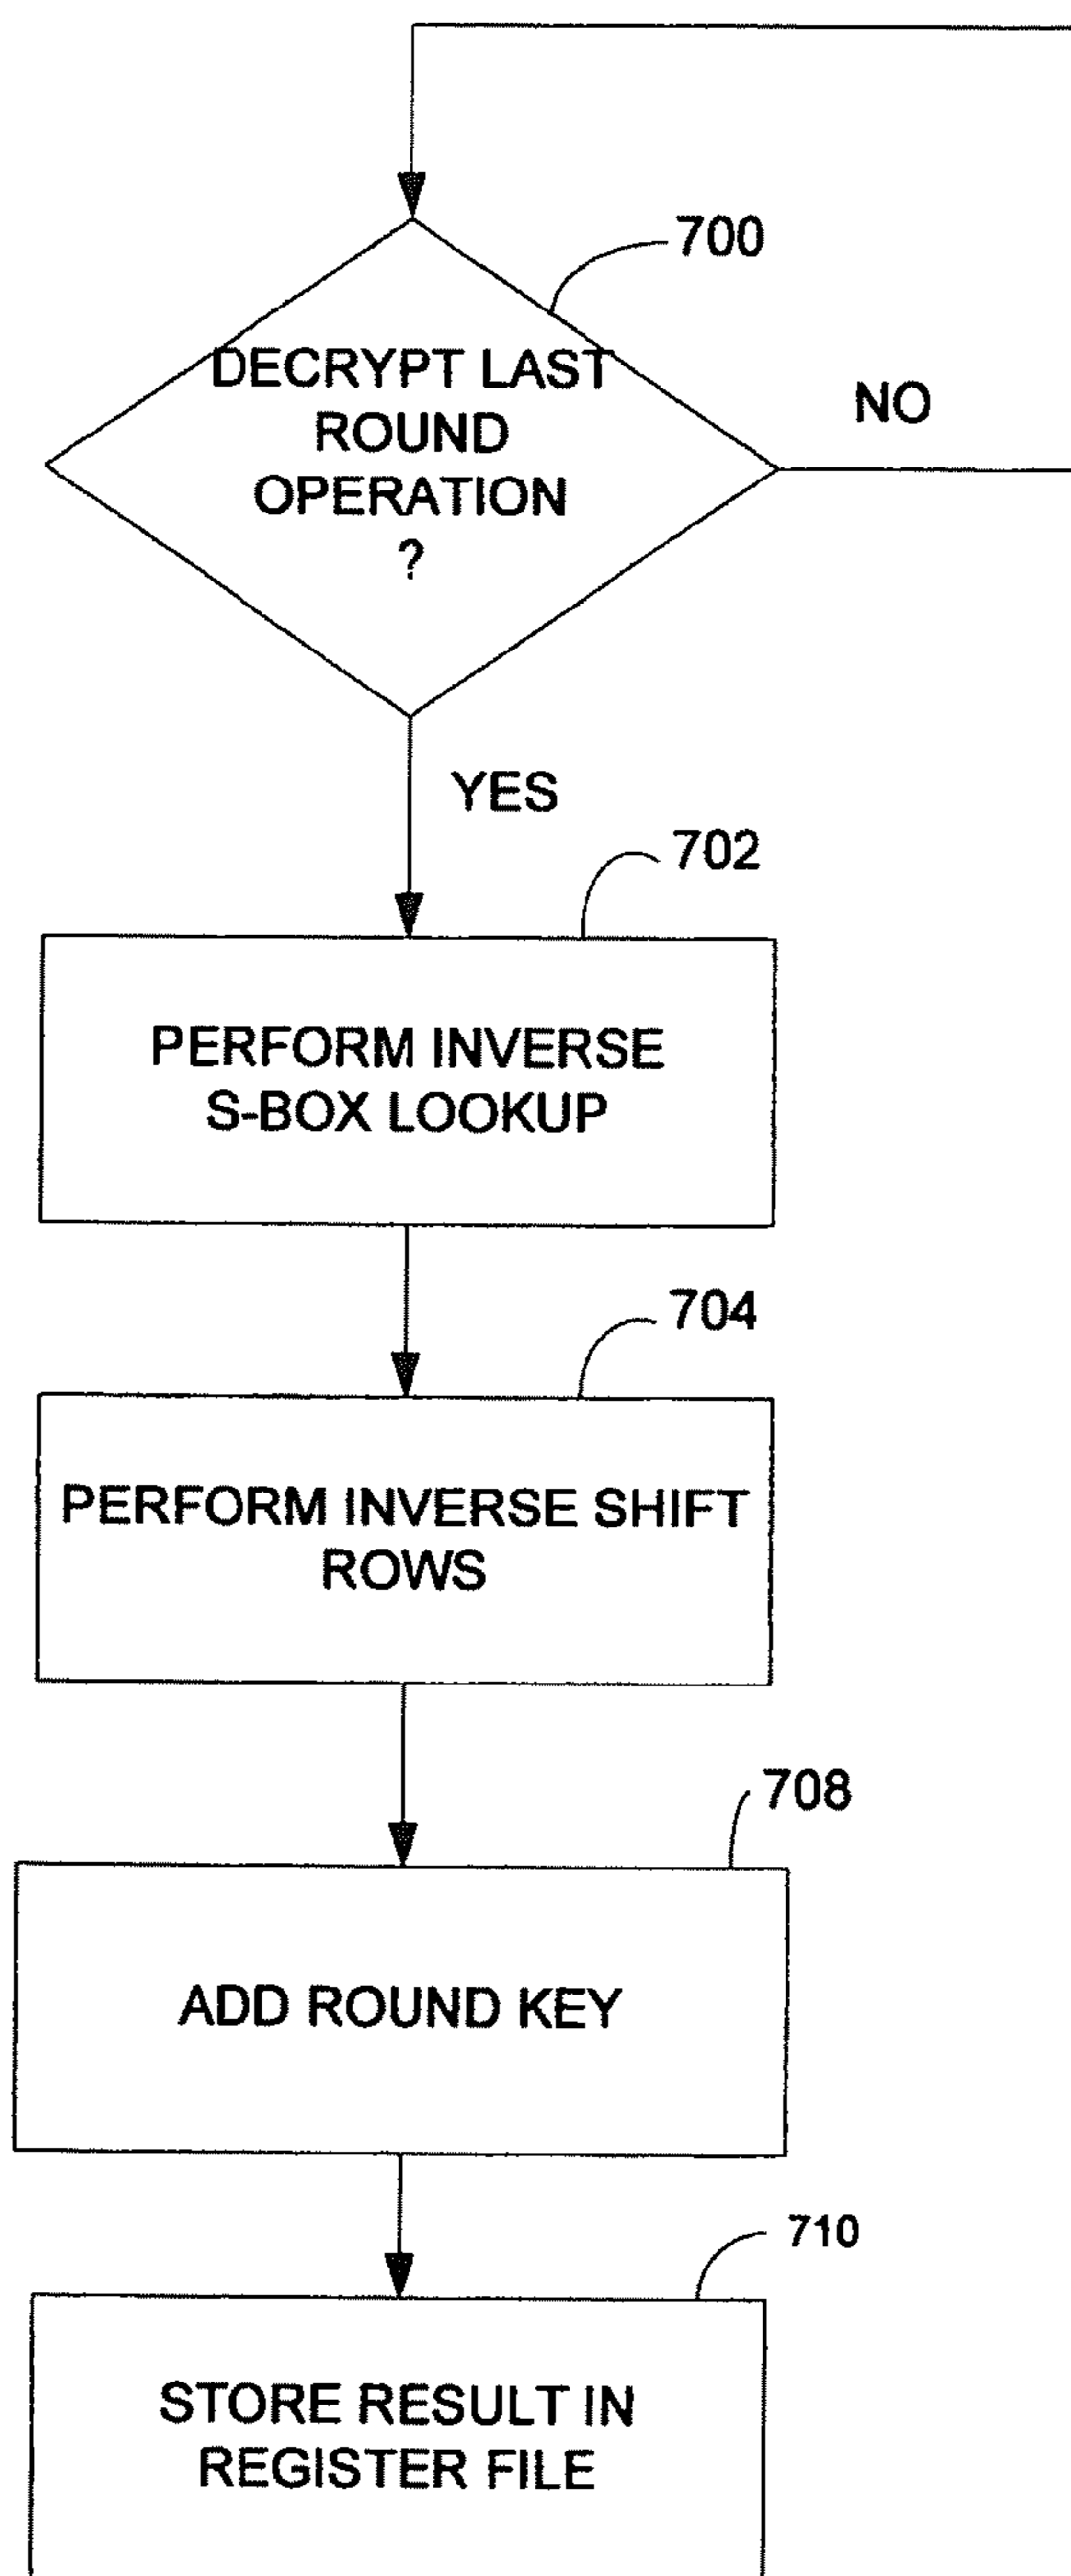 700
DECRYPT LAST
ROUND
OPERATION
?
NO
YES
702
PERFORM INVERSE
S-BOX LOOKUP
704
PERFORM INVERSE SHIFT
ROWS
708
ADD ROUND KEY
710
STORE RESULT IN
REGISTER FILE